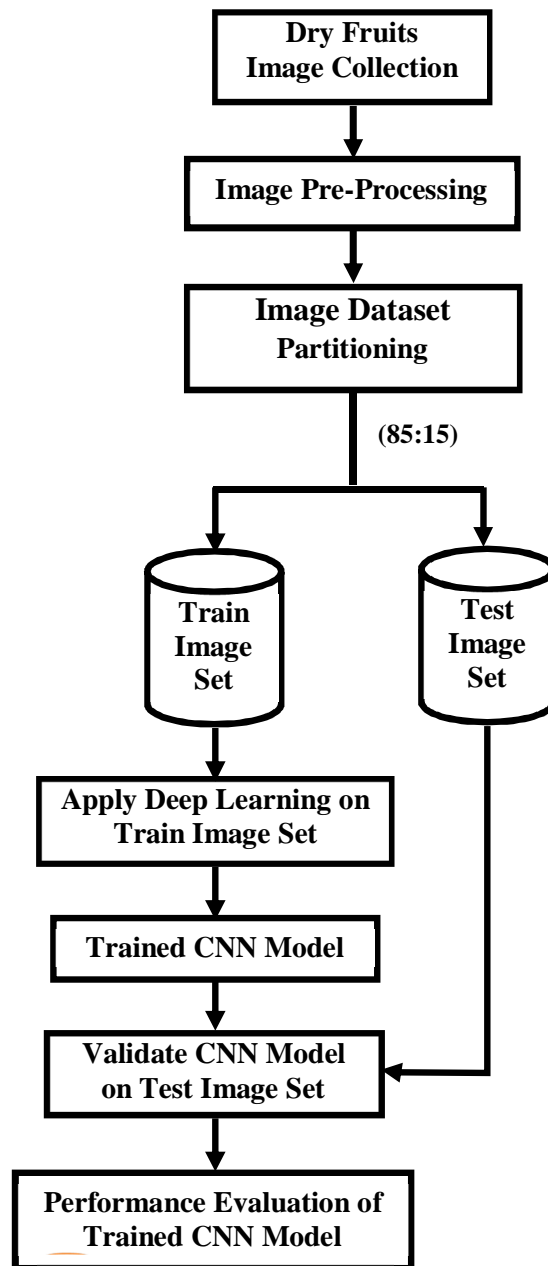 Dry Fruits
Image Collection
Image Pre-Processing
Image Dataset
Partitioning
(85:15)
Train
Image
Set
Test
Image
Set
Apply Deep Learning on
Train Image Set
Trained CNN Model
Validate CNN Model
on Test Image Set
Performance Evaluation of
Trained CNN Model